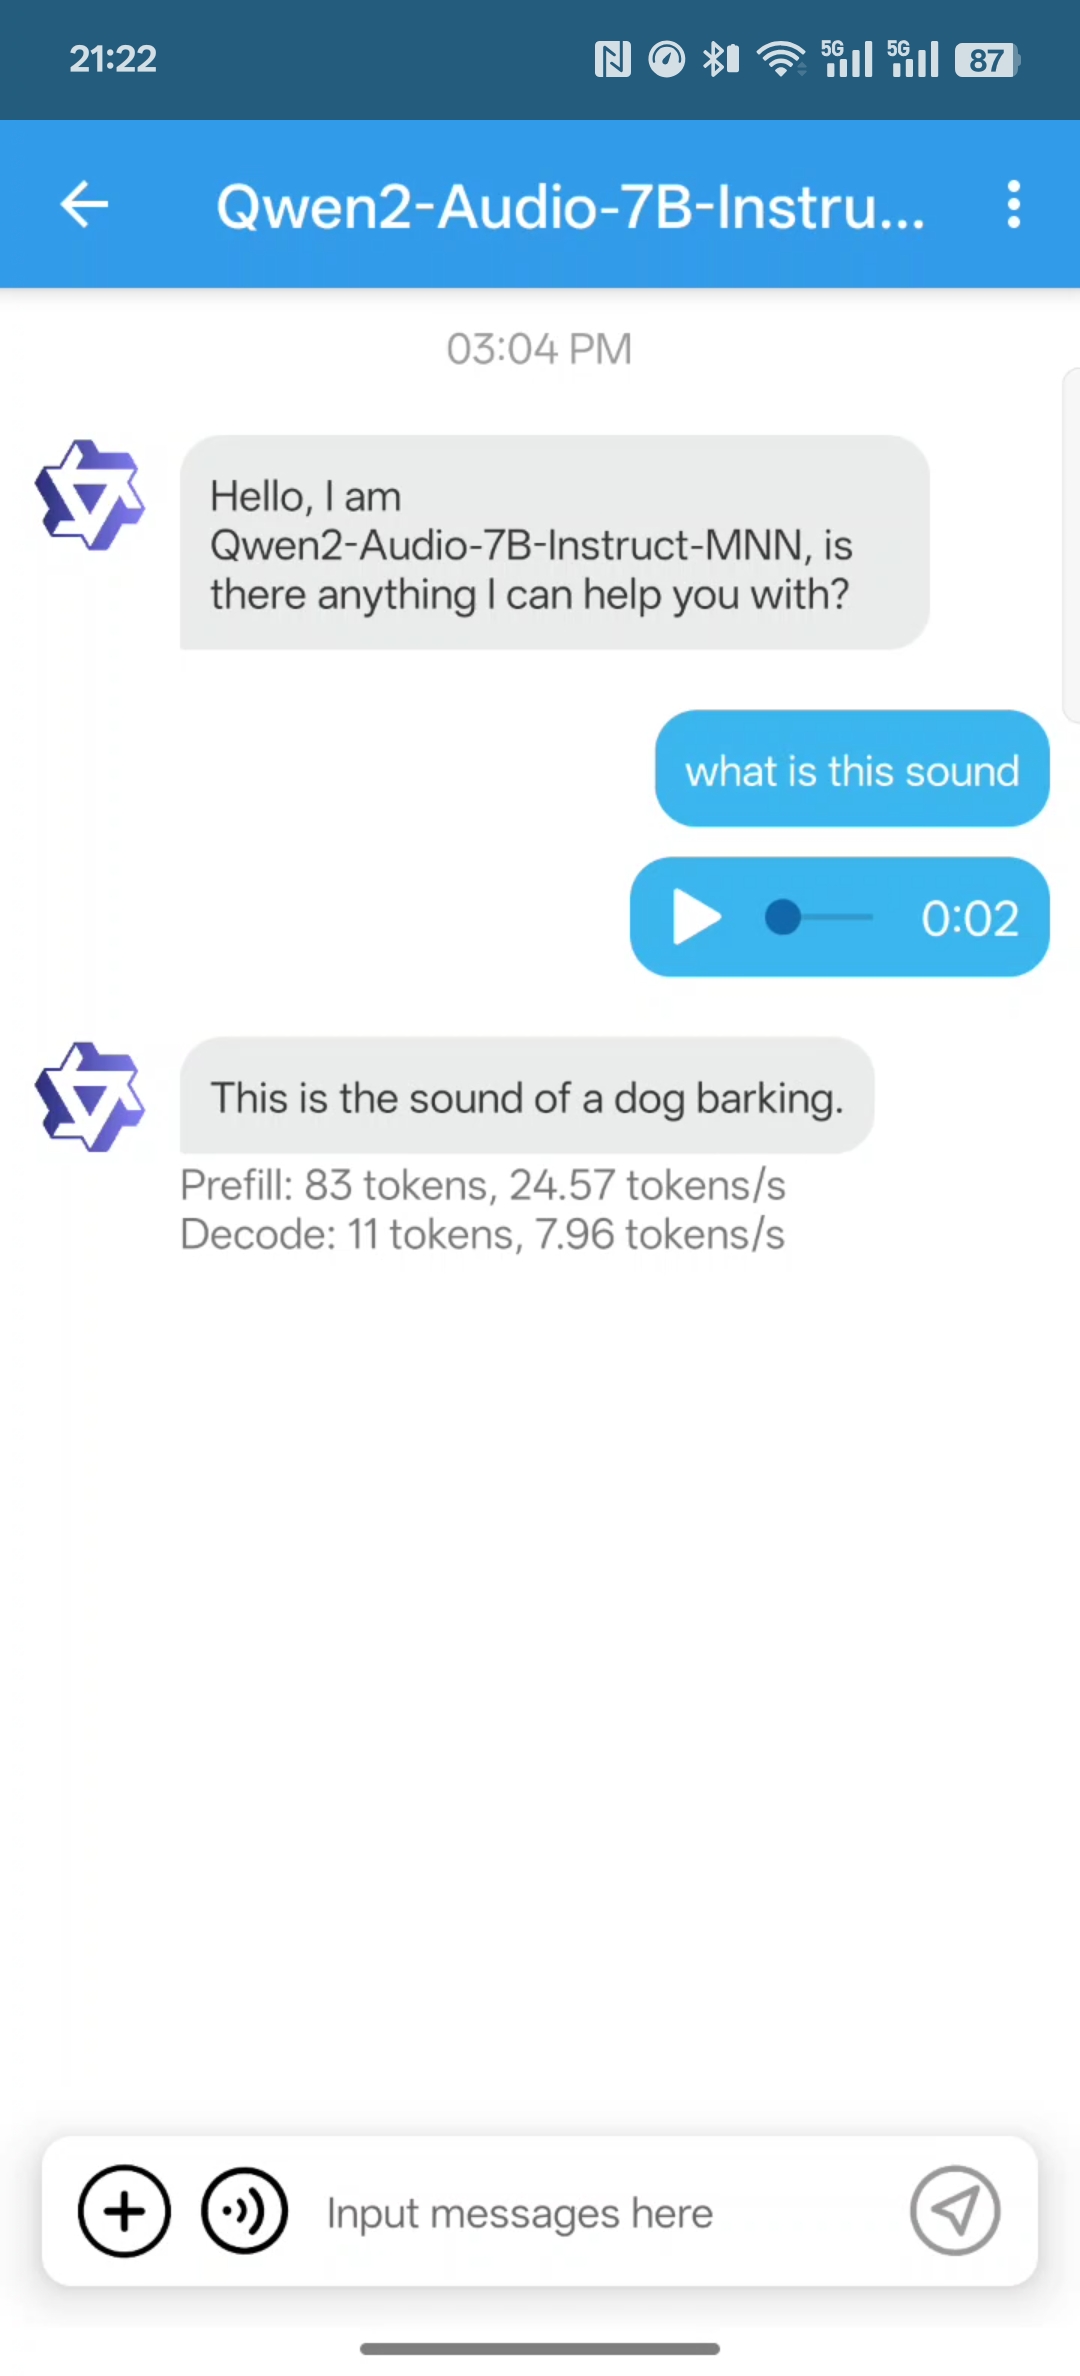 21:22
5G
5G
87
Qwen2-Audio-7B-Instru...
03:04 PM
Hello, I am
Qwen2-Audio-7B-Instruct-MNN, is
there anything I can help you with?
what is this sound
0:02
This is the sound of a dog barking.
Prefill: 83 tokens, 24.57 tokens/s
Decode: 11 tokens, 7.96 tokens/s
Input messages here